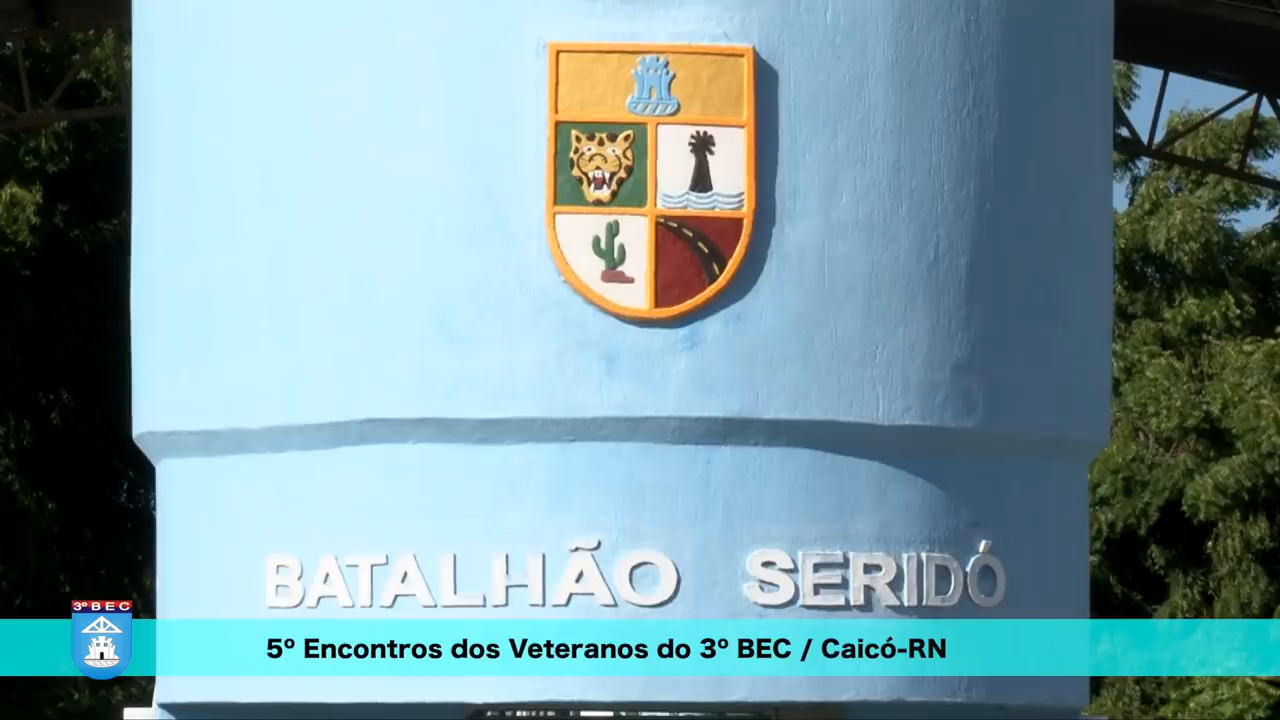 BATALHÃO SERIDÓ
3º BEC
5º Encontros dos Veteranos do 3º BEC / Caicó-RN